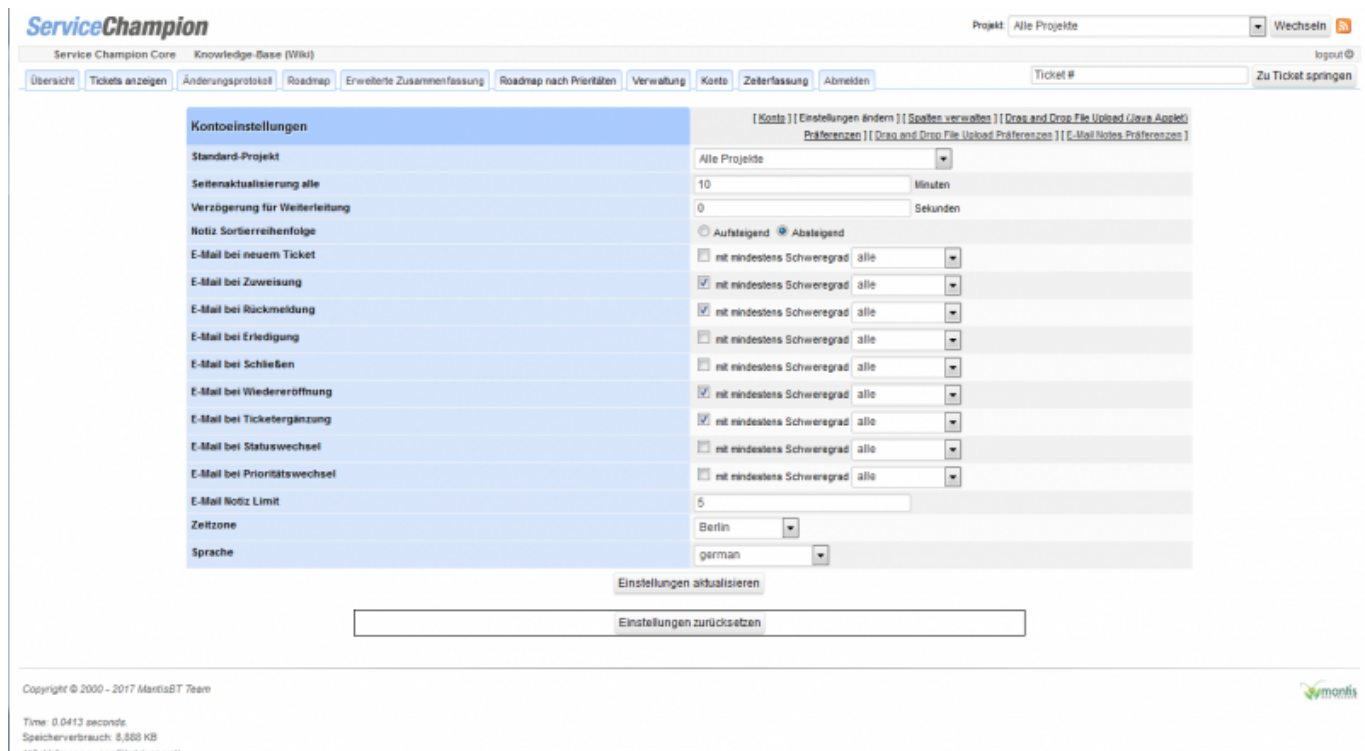 ServiceChampion
Projekt: Alle Projekte Wechseln
Service Champion Core Knowledge-Base (Wiki) logout
Übersicht Tickets anzeigen Änderungsprotokoll Roadmap Erweiterte Zusammenfassung Roadmap nach Prioritäten Verwaltung Konto Zeiterfassung Abmelden Ticket # Zu Ticket springen
Kontoeinstellungen
[ Konto ] [ Einstellungen ändern ] [ Spalten verwalten ] [ Drag and Drop File Upload (Java Applet)
Präferenzen ] [ Drag and Drop File Upload Präferenzen ] [ E-Mail Notes Präferenzen ]
Standard-Projekt Alle Projekte
Seitenaktualisierung alle 10 Minuten
Verzögerung für Weiterleitung 0 Sekunden
Notiz Sortierreihenfolge Aufsteigend Absteigend
E-Mail bei neuem Ticket mit mindestens Schweregrad alle
E-Mail bei Zuweisung mit mindestens Schweregrad alle
E-Mail bei Rückmeldung mit mindestens Schweregrad alle
E-Mail bei Erledigung mit mindestens Schweregrad alle
E-Mail bei Schließen mit mindestens Schweregrad alle
E-Mail bei Wiedereröffnung mit mindestens Schweregrad alle
E-Mail bei Ticketergänzung mit mindestens Schweregrad alle
E-Mail bei Statuswechsel mit mindestens Schweregrad alle
E-Mail bei Prioritätswechsel mit mindestens Schweregrad alle
E-Mail Notiz Limit 5
Zeitzone Berlin
Sprache german
Einstellungen aktualisieren
Einstellungen zurücksetzen
Copyright © 2000 - 2017 MantisBT Team
mantis
Time: 0.0413 seconds.
Speicherverbrauch: 8,888 KB